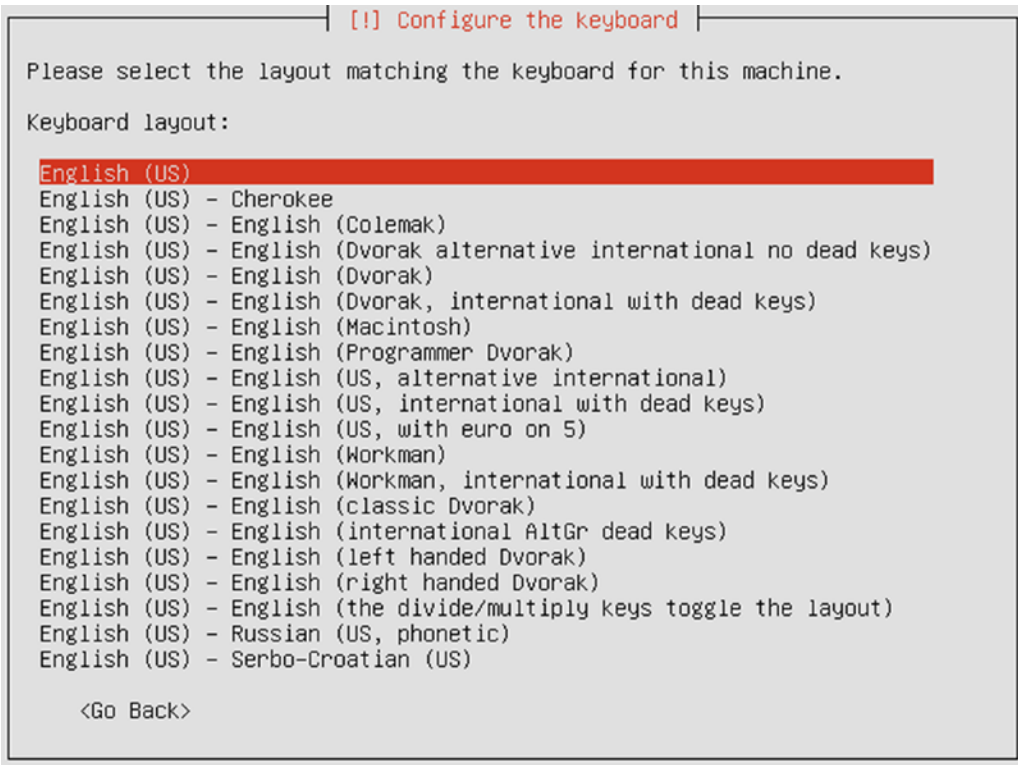 [!] Configure the keyboard
Please select the layout matching the keyboard for this machine.
Keyboard layout:
English (US)
English (US) - Cherokee
English (US) - English (Colemak)
English (US) - English (Dvorak alternative international no dead keys)
English (US) - English (Dvorak)
English (US) - English (Dvorak, international with dead keys)
English (US) - English (Macintosh)
English (US) - English (Programmer Dvorak)
English (US) - English (US, alternative international)
English (US) - English (US, international with dead keys)
English (US) - English (US, with euro on 5)
English (US) - English (Workman)
English (US) - English (Workman, international with dead keys)
English (US) - English (classic Dvorak)
English (US) - English (international AltGr dead keys)
English (US) - English (left handed Dvorak)
English (US) - English (right handed Dvorak)
English (US) - English (the divide/multiply keys toggle the layout)
English (US) - Russian (US, phonetic)
English (US) - Serbo-Croatian (US)
<Go Back>